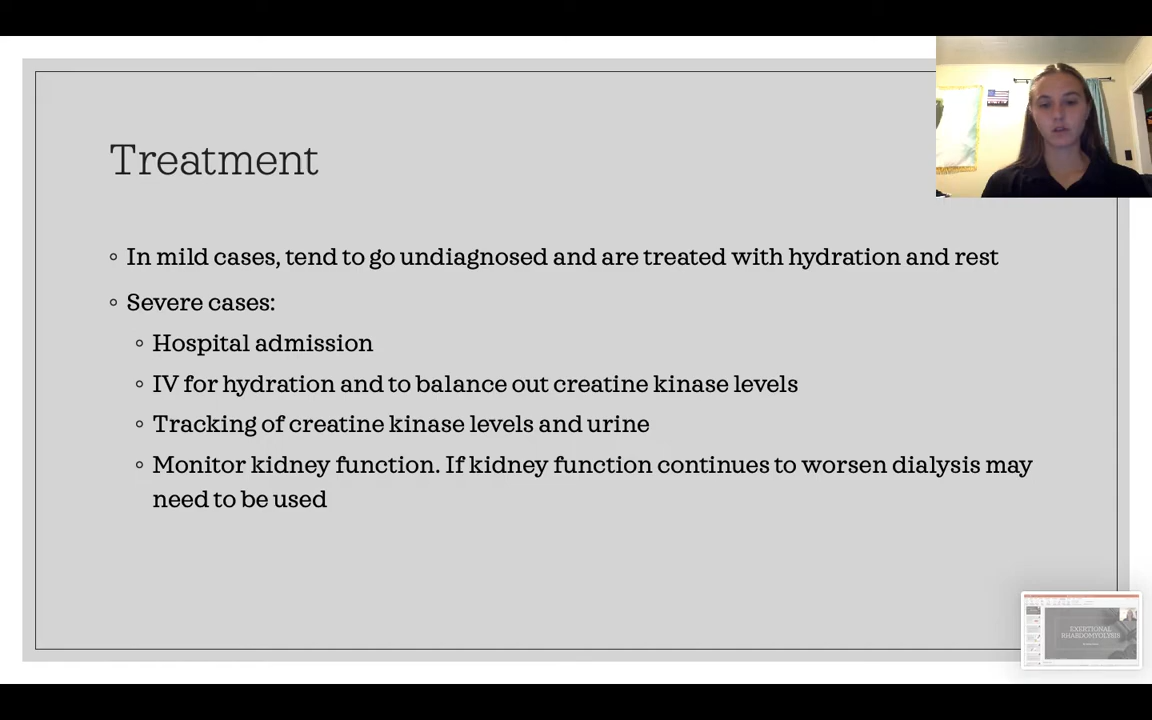 Treatment
◦ In mild cases, tend to go undiagnosed and are treated with hydration and rest
◦ Severe cases:
◦ Hospital admission
◦ IV for hydration and to balance out creatine kinase levels
◦ Tracking of creatine kinase levels and urine
◦ Monitor kidney function. If kidney function continues to worsen dialysis may
need to be used
EXERTIONAL
RHABDOMYOLYSIS